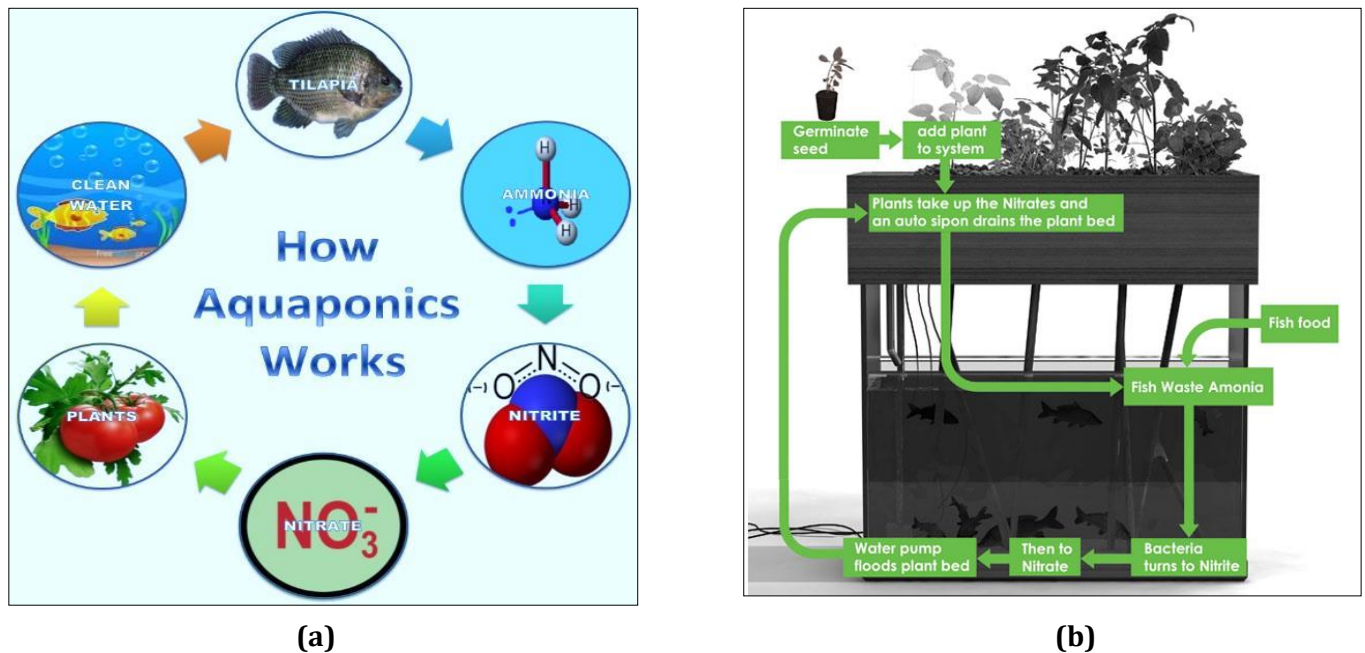 TILAPIA
AMMONIA
H
H
H
NITRITE
(-)
O
N
O
(-)
NITRATE
NO3-
PLANTS
CLEAN
WATER
How
Aquaponics
Works
(a)
Germinate
seed
add plant
to system
Plants take up the Nitrates and
an auto sipon drains the plant bed
Fish food
Fish Waste Amonia
Bacteria
turns to Nitrite
Then to
Nitrate
Water pump
floods plant bed
(b)